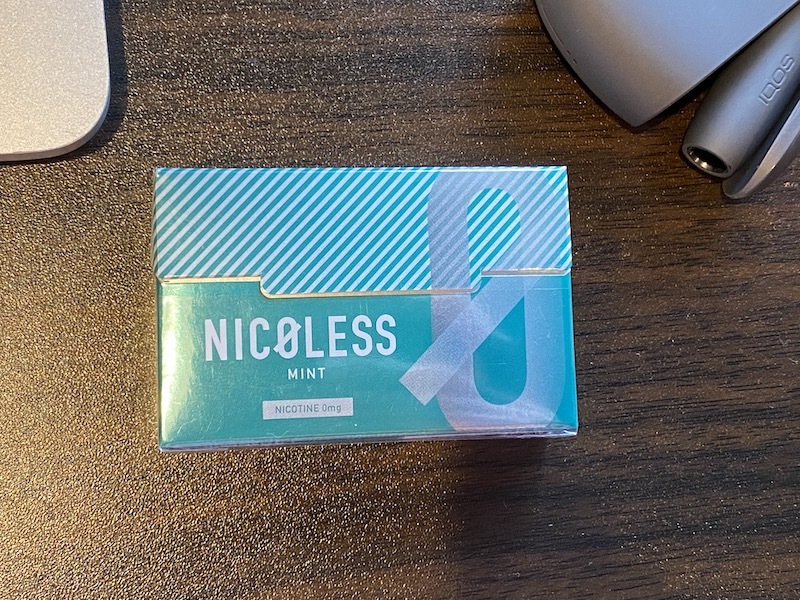 IQOS
NICØLESS
MINT
NICOTINE 0mg